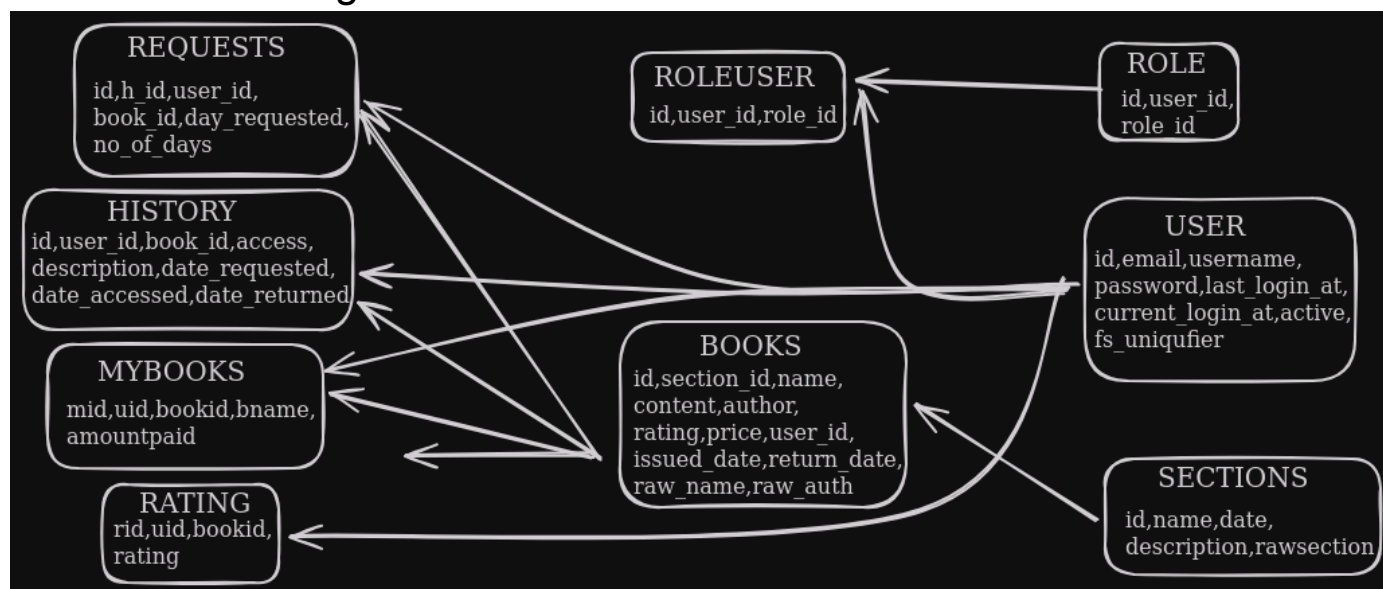 REQUESTS
id,h_id,user_id,
book_id,day_requested,
no_of_days
ROLEUSER
id,user_id,role_id
ROLE
id,user_id,
role_id
HISTORY
id,user_id,book_id,access,
description,date_requested,
date_accessed,date_returned
USER
id,email,username,
password,last_login_at,
current_login_at,active,
fs_uniqufier
MYBOOKS
mid,uid,bookid,bname,
amountpaid
BOOKS
id,section_id,name,
content,author,
rating,price,user_id,
issued_date,return_date,
raw_name,raw_auth
RATING
rid,uid,bookid,
rating
SECTIONS
id,name,date,
description,rawsection